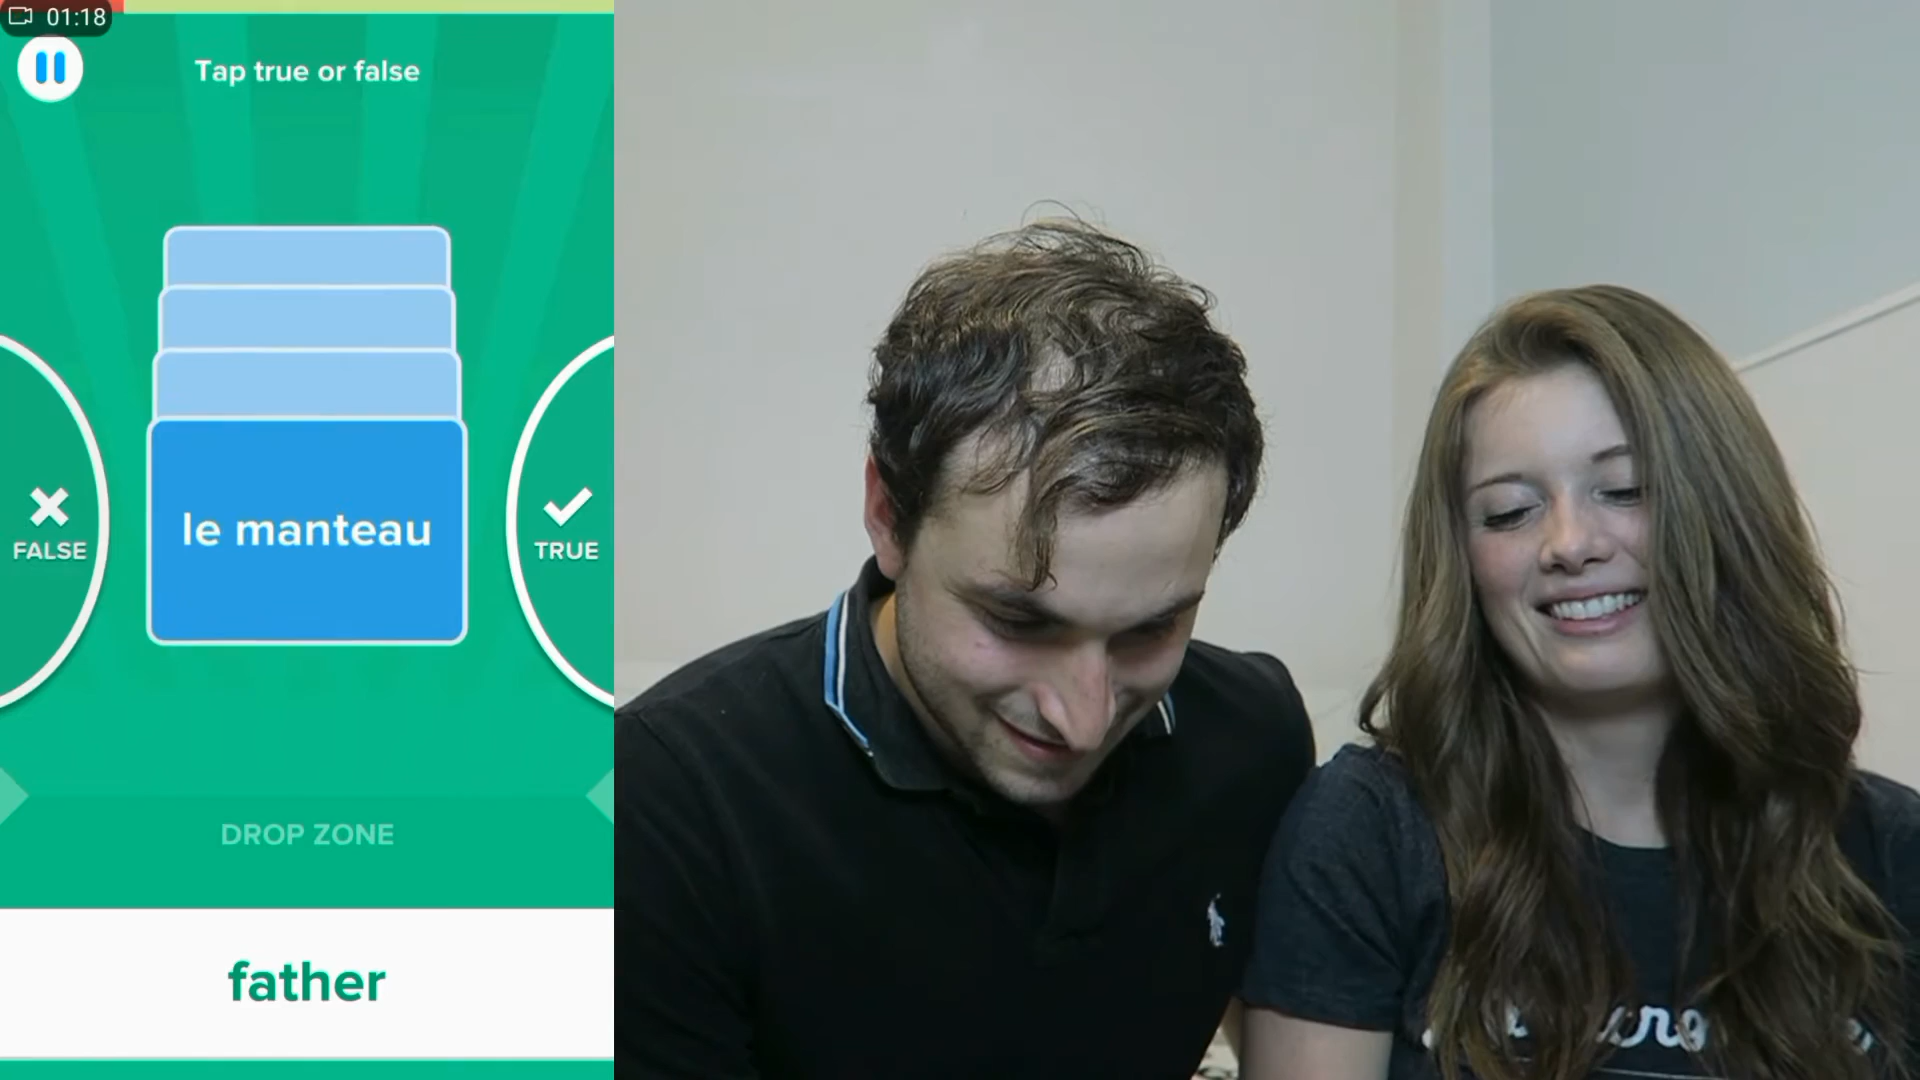 01:18
Tap true or false
le manteau
FALSE
TRUE
DROP ZONE
father